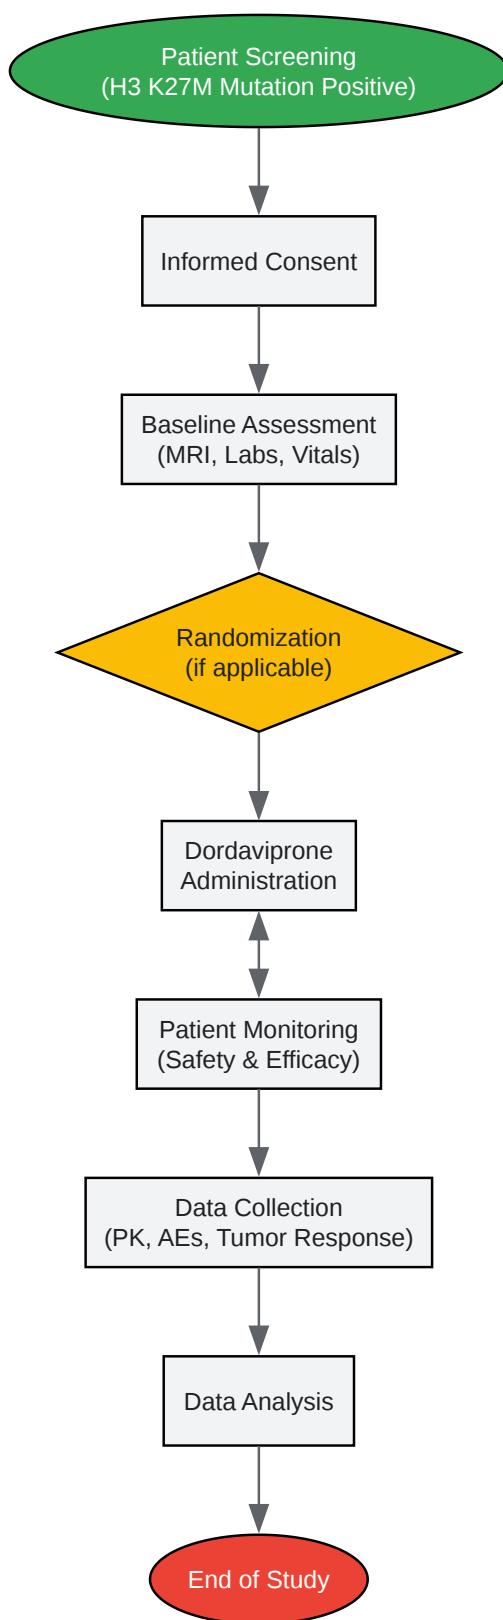 Patient Screening
(H3 K27M Mutation Positive)
Informed Consent
Baseline Assessment
(MRI, Labs, Vitals)
Randomization
(if applicable)
Dordaviprone
Administration
Patient Monitoring
(Safety & Efficacy)
Data Collection
(PK, AEs, Tumor Response)
Data Analysis
End of Study